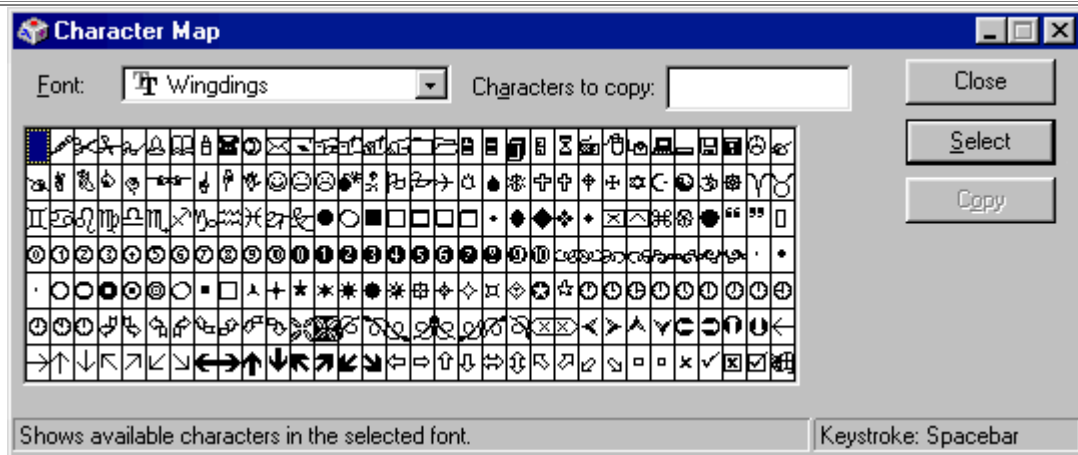 Character Map
Font: Wingdings Characters to copy: Close
Select
Copy
Shows available characters in the selected font. Keystroke: Spacebar